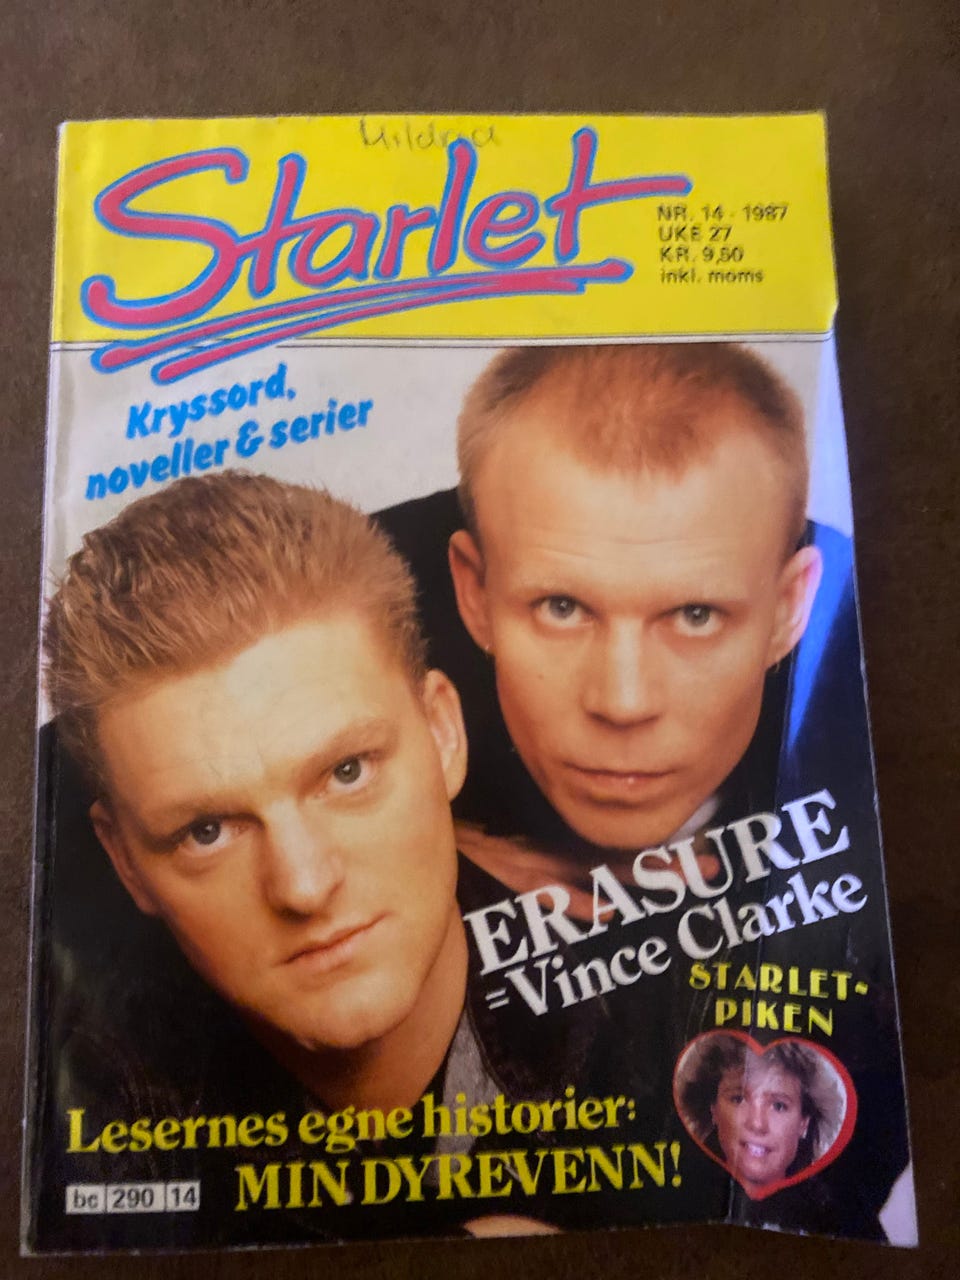 Mildrid
Starlet
NR. 14 - 1987
UKE 27
KR. 9,50
inkl. moms
Kryssord,
noveller & serier
ERASURE
=Vince Clarke
STARLET-
PIKEN
Lesernes egne historier:
MIN DYREVENN!
bc 290 14